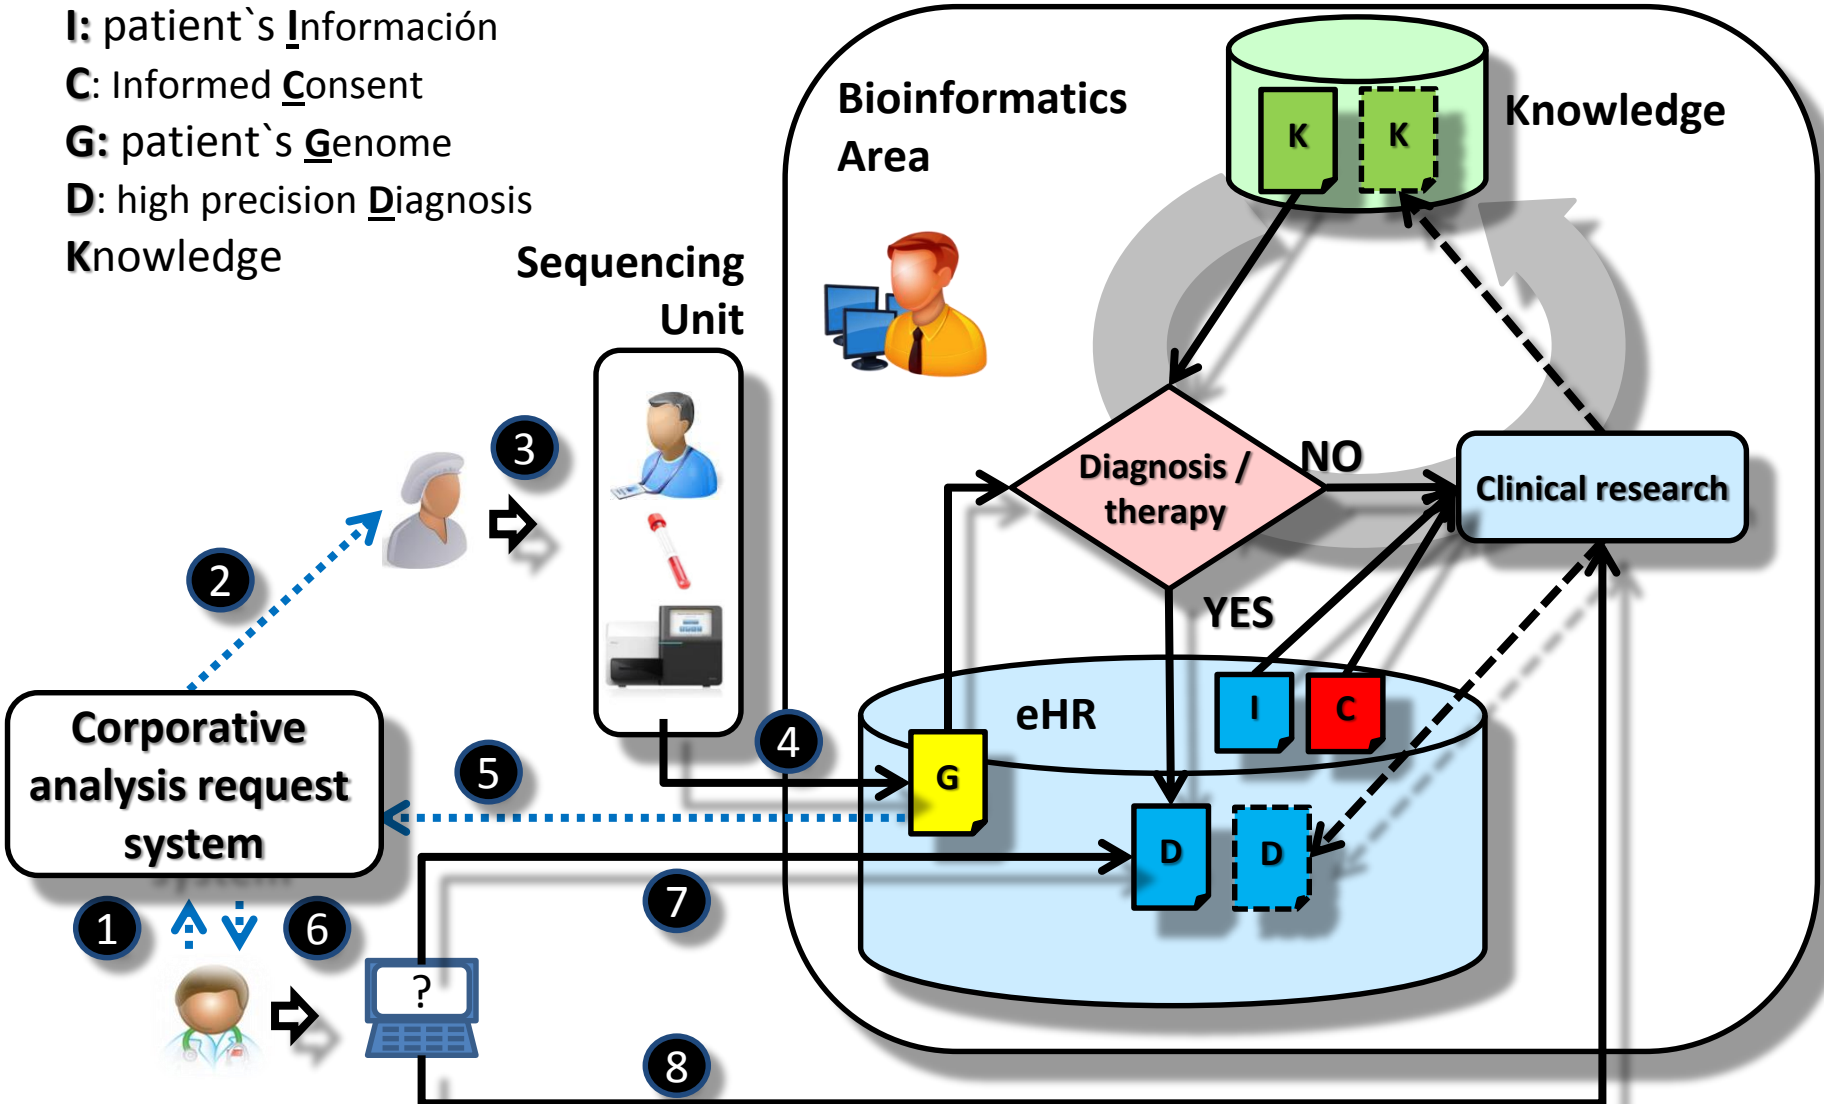 I: patient`s Información
C: Informed Consent
G: patient`s Genome
D: high precision Diagnosis
Knowledge
Sequencing
Unit
Bioinformatics
Area
Knowledge
K
K
3
2
Diagnosis /
therapy
NO
Clinical research
YES
Corporative
analysis request
system
4
5
eHR
I
C
G
D
D
7
1
6
?
8